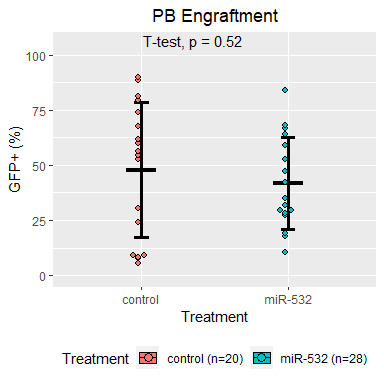 PB Engraftment
T-test, p = 0.52
GFP+ (%)
100
75
50
25
0
control
miR-532
Treatment
Treatment
control (n=20)
miR-532 (n=28)